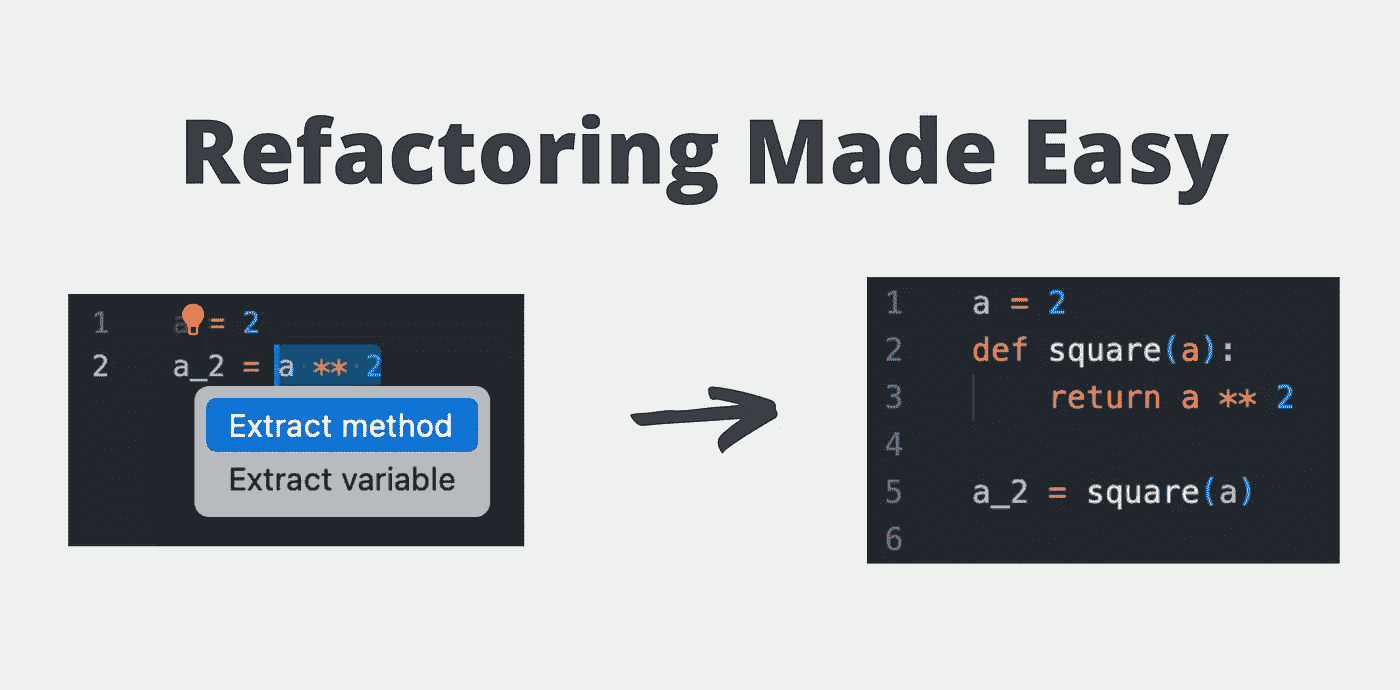 Refactoring Made Easy
1 a = 2
2 a_2 = a ** 2
Extract method
Extract variable
1 a = 2
2 def square(a):
3 return a ** 2
4
5 a_2 = square(a)
6